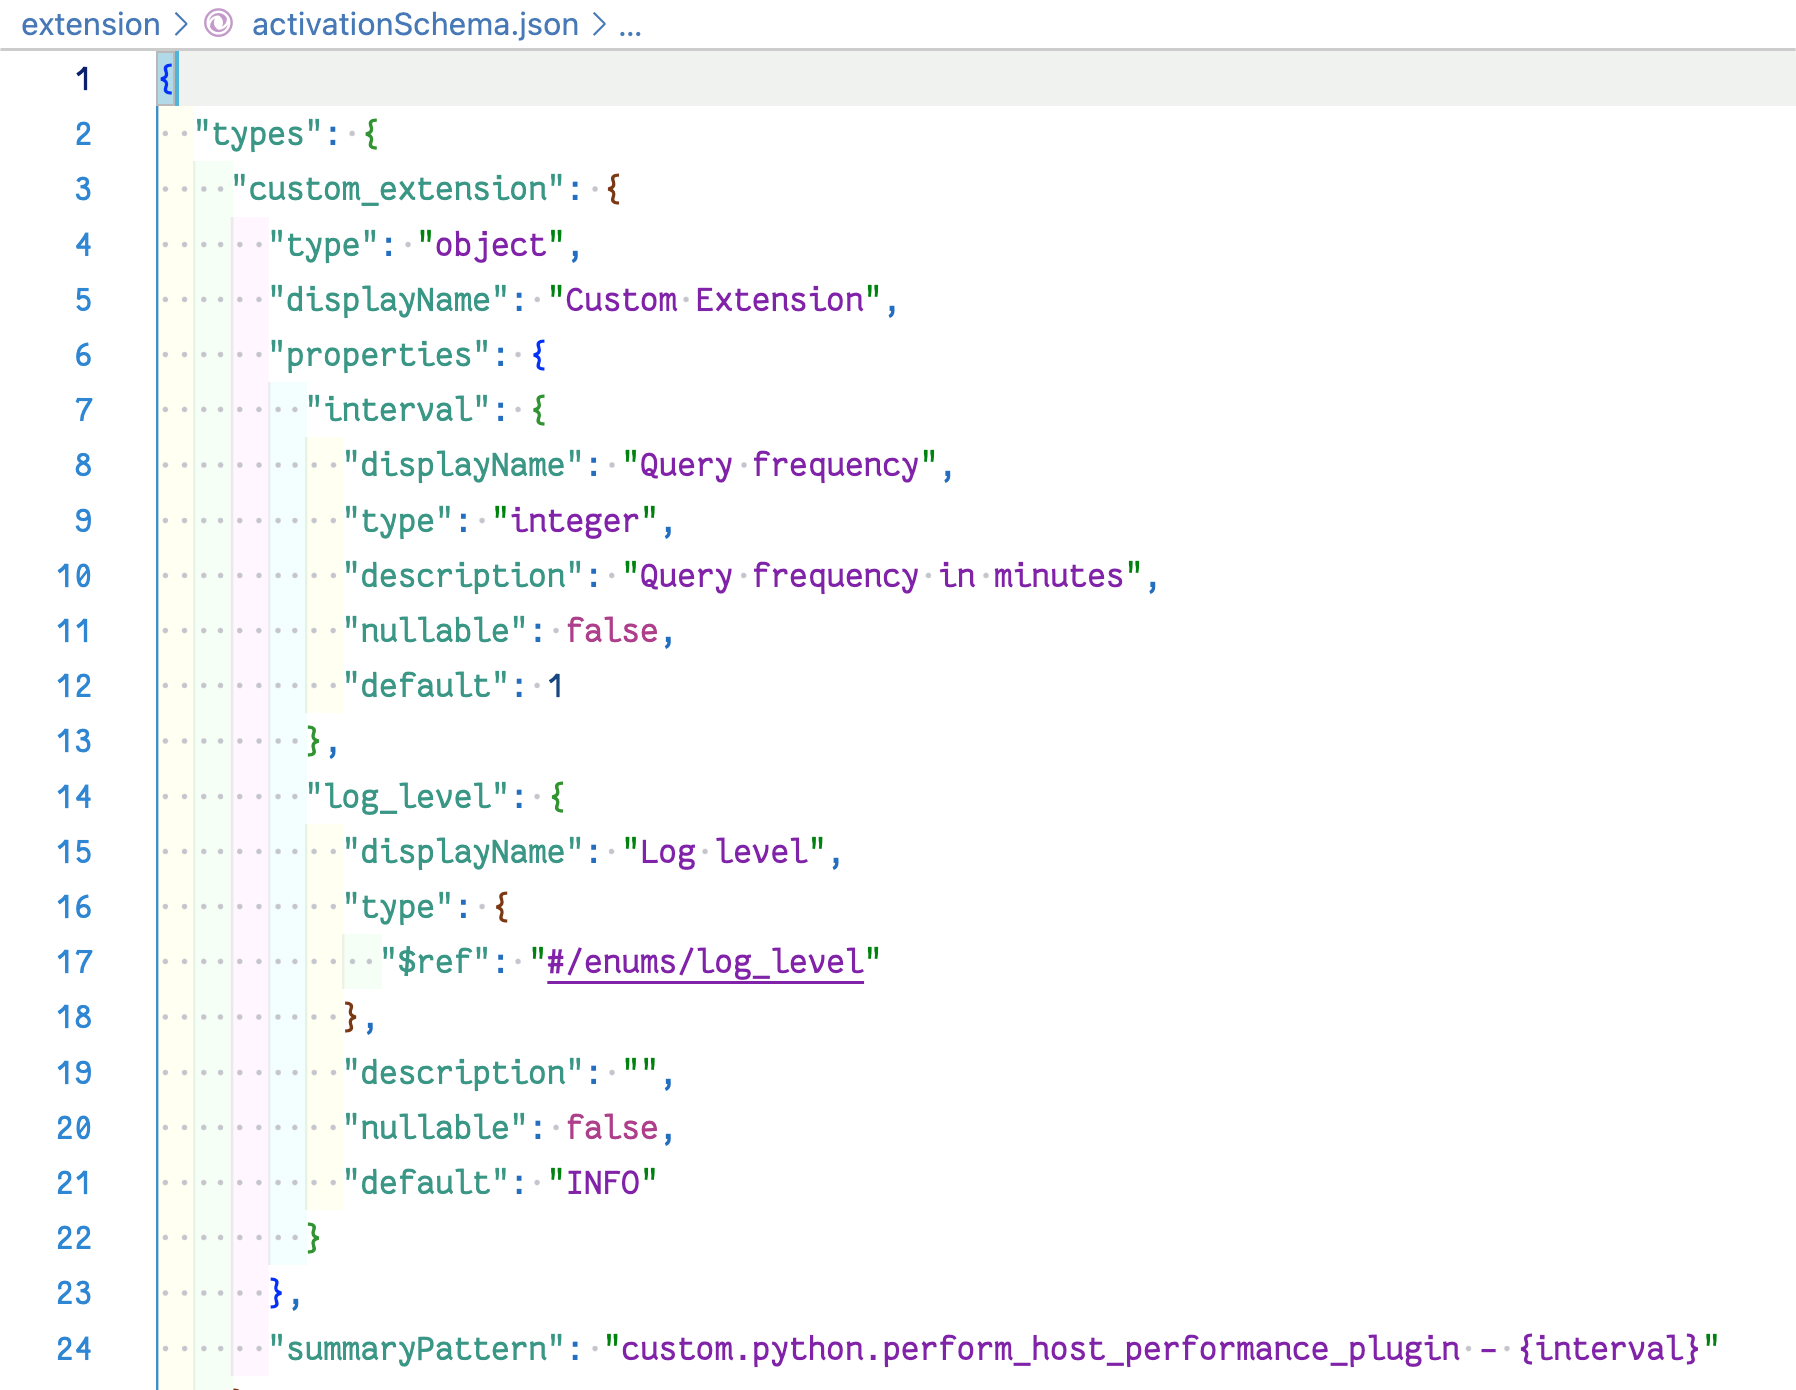 extension > activationSchema.json > ...
1 {
2   "types": {
3     "custom_extension": {
4       "type": "object",
5       "displayName": "Custom Extension",
6       "properties": {
7         "interval": {
8           "displayName": "Query frequency",
9           "type": "integer",
10           "description": "Query frequency in minutes",
11           "nullable": false,
12           "default": 1
13         },
14         "log_level": {
15           "displayName": "Log level",
16           "type": {
17             "$ref": "#/enums/log_level"
18           },
19           "description": "",
20           "nullable": false,
21           "default": "INFO"
22         }
23       },
24       "summaryPattern": "custom.python.perform_host_performance_plugin - {interval}"